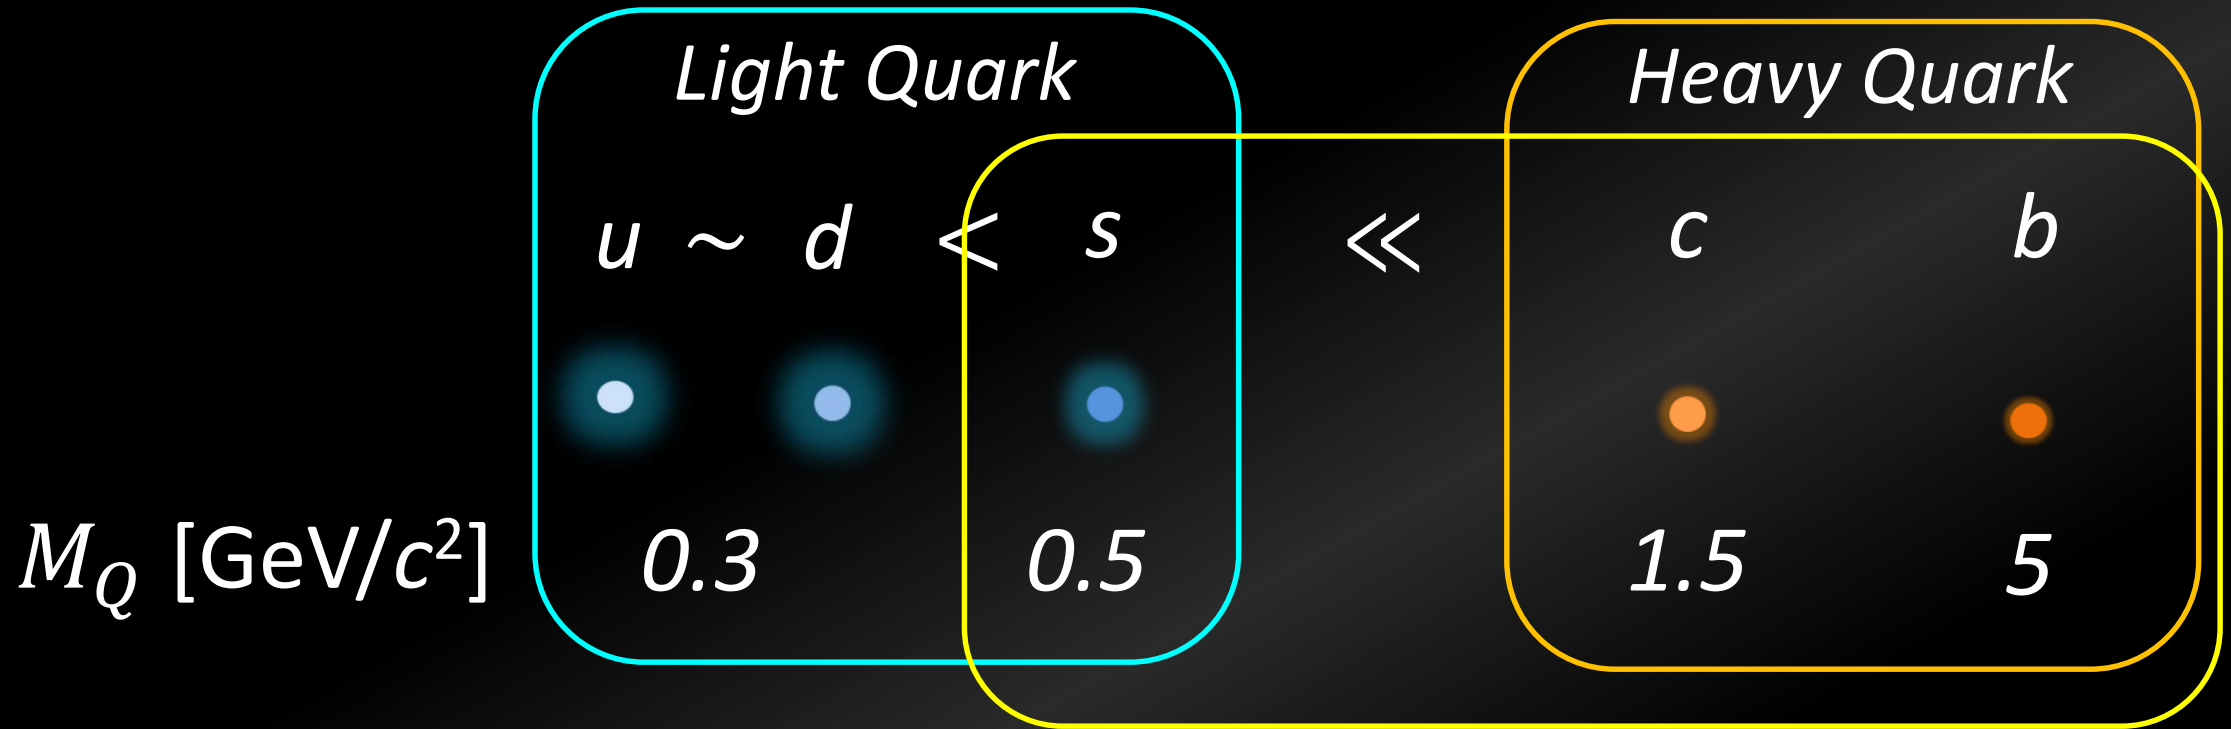 Light Quark Heavy Quark
u ~ d < s ≪ c b
M_Q [GeV/c²] 0.3 0.5 1.5 5